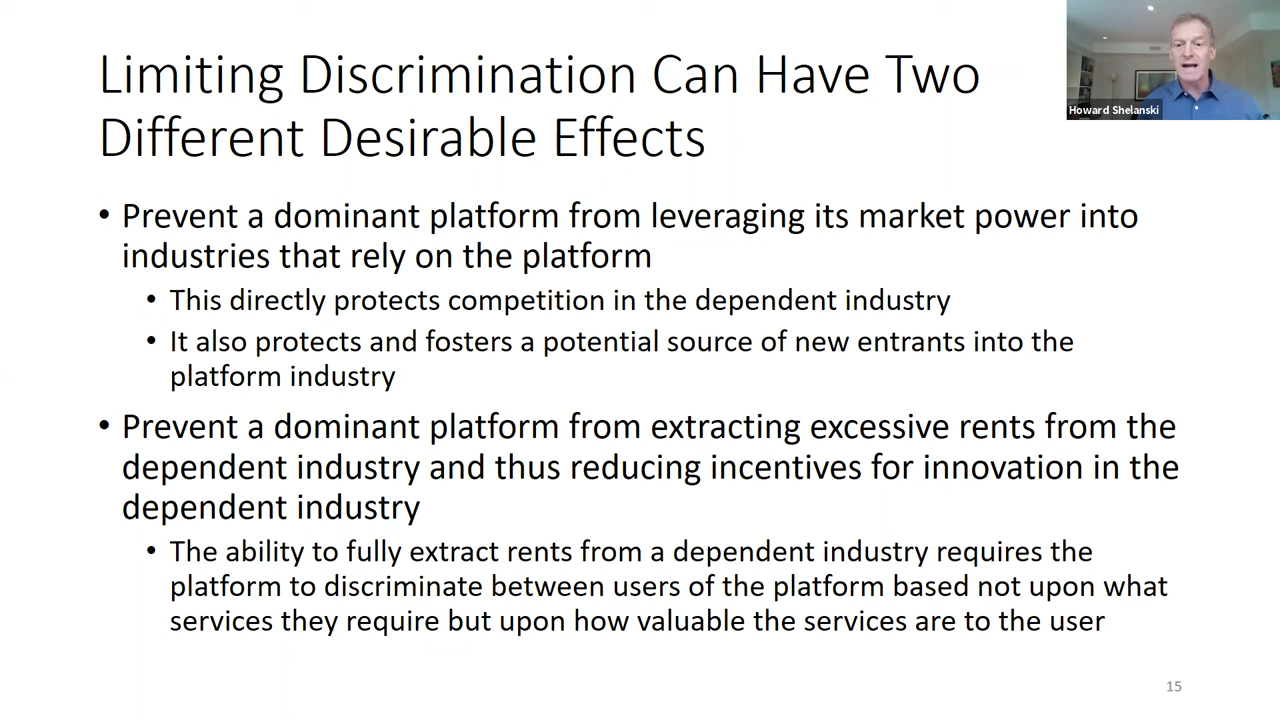 Limiting Discrimination Can Have Two
Different Desirable Effects
Howard Shelanski
• Prevent a dominant platform from leveraging its market power into
industries that rely on the platform
• This directly protects competition in the dependent industry
• It also protects and fosters a potential source of new entrants into the
platform industry
• Prevent a dominant platform from extracting excessive rents from the
dependent industry and thus reducing incentives for innovation in the
dependent industry
• The ability to fully extract rents from a dependent industry requires the
platform to discriminate between users of the platform based not upon what
services they require but upon how valuable the services are to the user
15